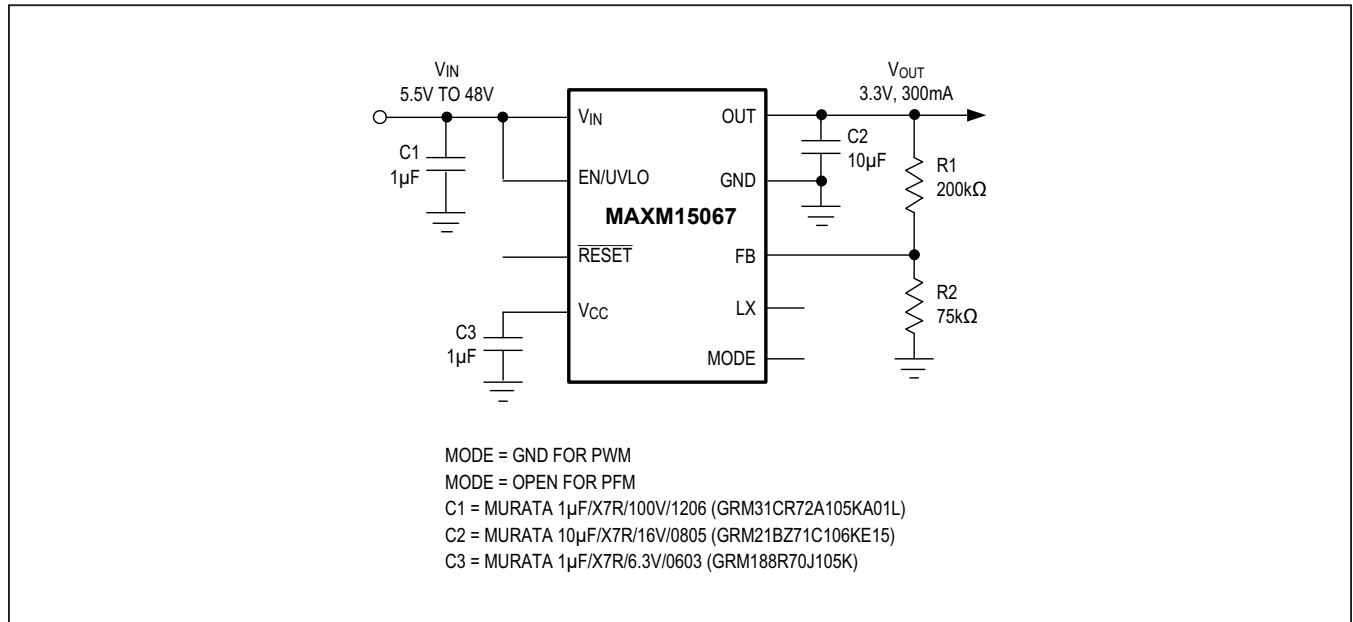 VIN
5.5V TO 48V
VOUT
3.3V, 300mA
VIN
OUT
C1
1µF
C2
10µF
R1
200kΩ
EN/UVLO
GND
MAXM15067
RESET
FB
R2
75kΩ
VCC
LX
C3
1µF
MODE
MODE = GND FOR PWM
MODE = OPEN FOR PFM
C1 = MURATA 1µF/X7R/100V/1206 (GRM31CR72A105KA01L)
C2 = MURATA 10µF/X7R/16V/0805 (GRM21BZ71C106KE15)
C3 = MURATA 1µF/X7R/6.3V/0603 (GRM188R70J105K)